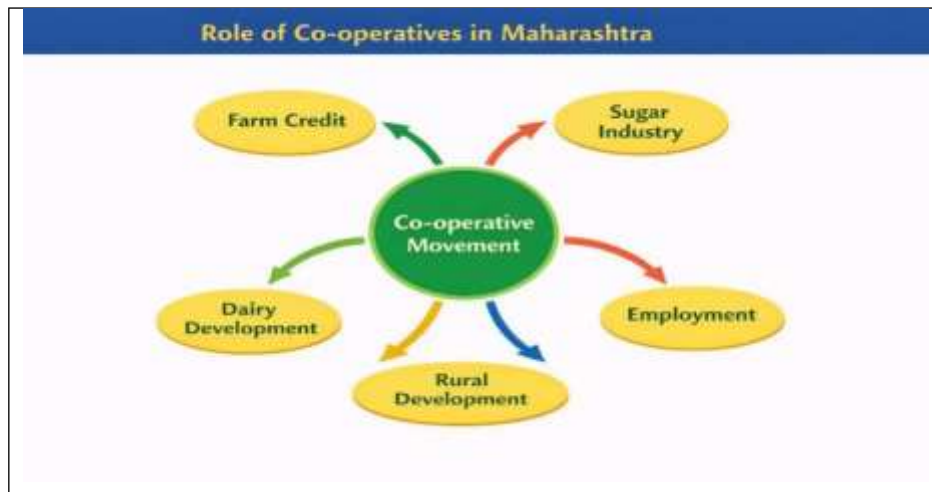 Role of Co-operatives in Maharashtra
Farm Credit
Sugar
Industry
Co-operative
Movement
Dairy
Development
Employment
Rural
Development